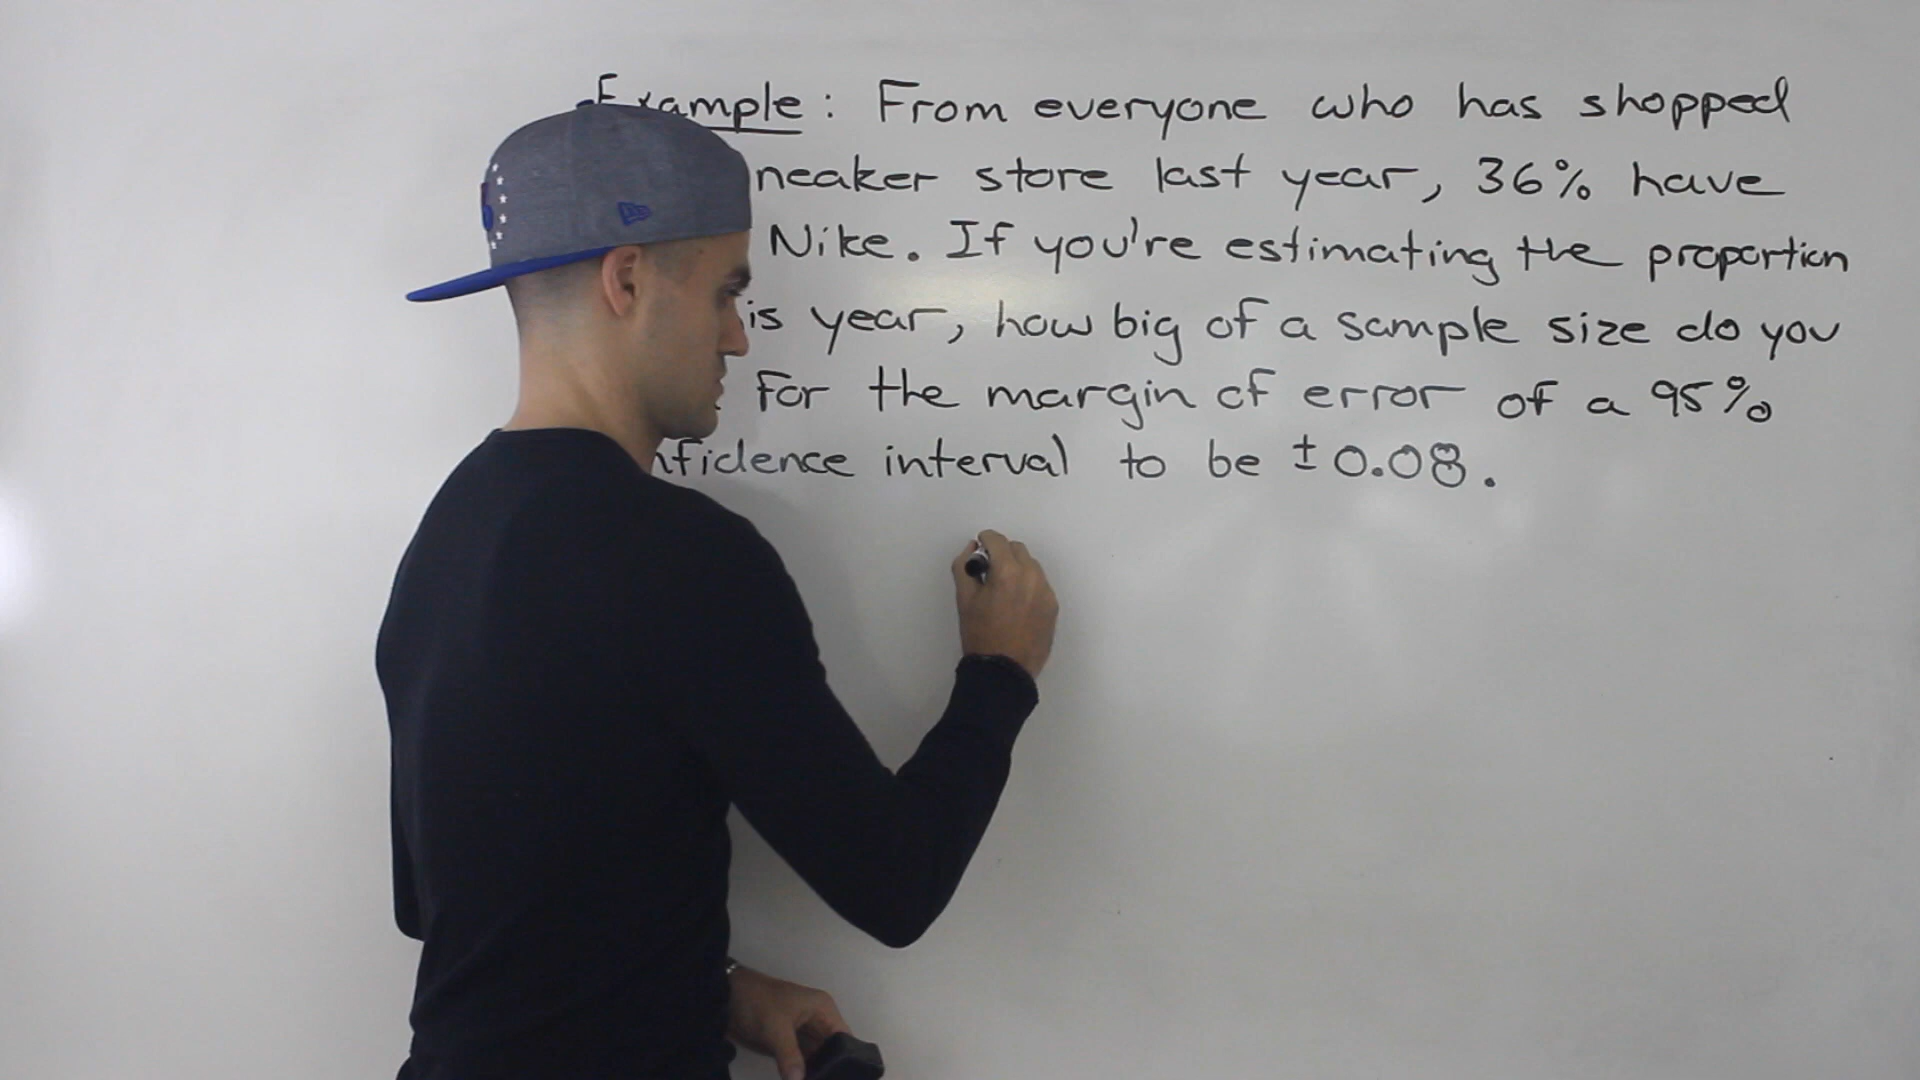 Example: From everyone who has shopped
neaker store last year, 36% have
Nike. If you're estimating the proportion
is year, how big of a sample size do you
for the margin of error of a 95%
nfidence interval to be ±0.08.